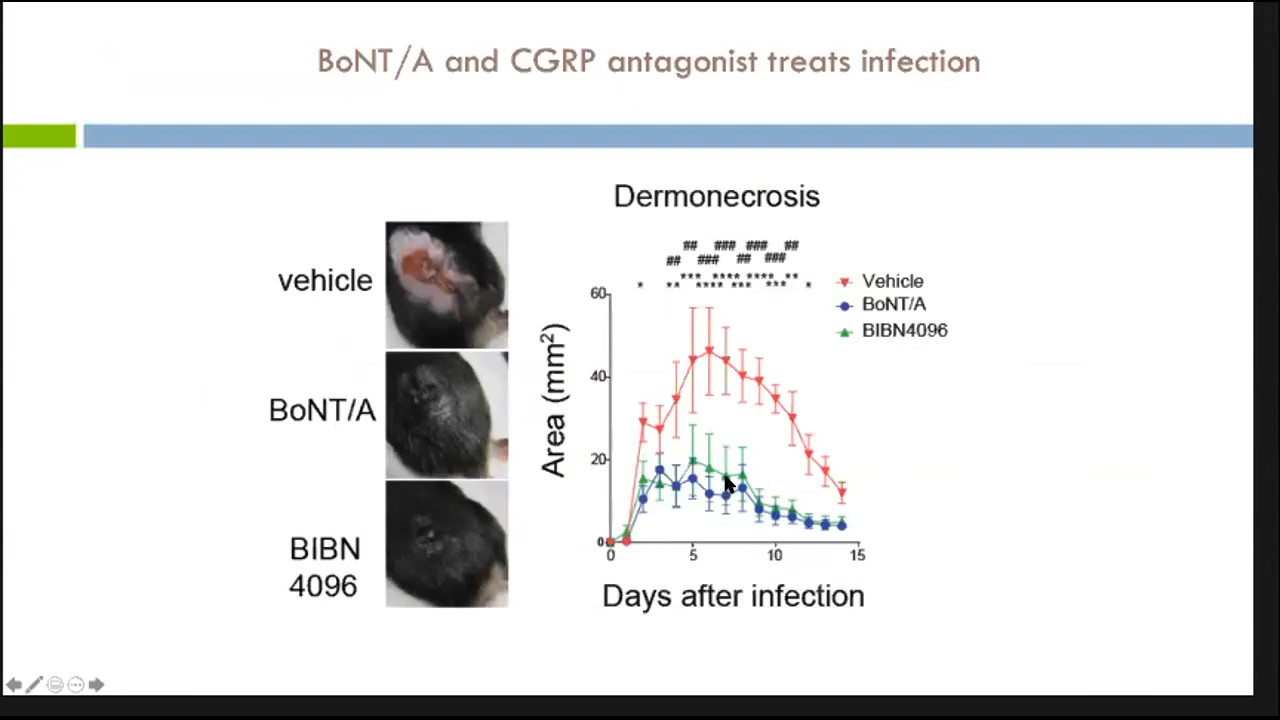 BoNT/A and CGRP antagonist treats infection
vehicle
BoNT/A
BIBN
4096
Dermonecrosis
## ### ### ##
## ### ## ###
*** **** **** **
* ** **** *** *** *
Area (mm²)
60
40
20
0
0 5 10 15
Days after infection
Vehicle
BoNT/A
BIBN4096